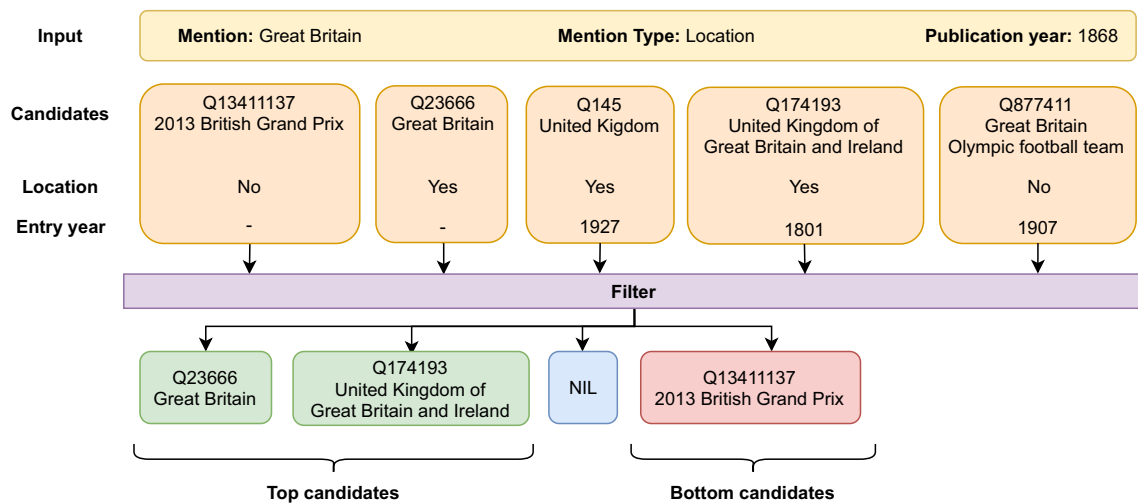 Input
Mention: Great Britain
Mention Type: Location
Publication year: 1868
Candidates
Q13411137
2013 British Grand Prix
Q23666
Great Britain
Q145
United Kigdom
Q174193
United Kingdom of
Great Britain and Ireland
Q877411
Great Britain
Olympic football team
Location
No
Yes
Yes
Yes
No
Entry year
-
-
1927
1801
1907
Filter
Q23666
Great Britain
Q174193
United Kingdom of
Great Britain and Ireland
NIL
Q13411137
2013 British Grand Prix
Top candidates
Bottom candidates